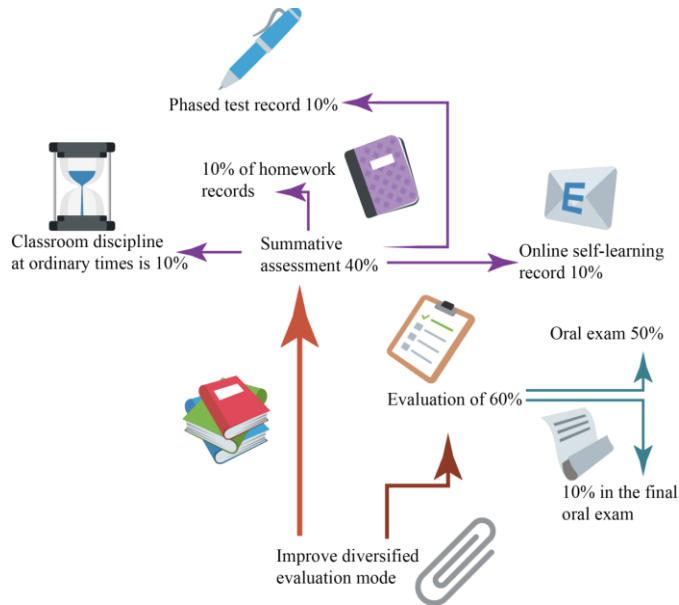 Phased test record 10%
10% of homework
records
Classroom discipline
at ordinary times is 10%
Summative
assessment 40%
E
Online self-learning
record 10%
Oral exam 50%
Evaluation of 60%
10% in the final
oral exam
Improve diversified
evaluation mode